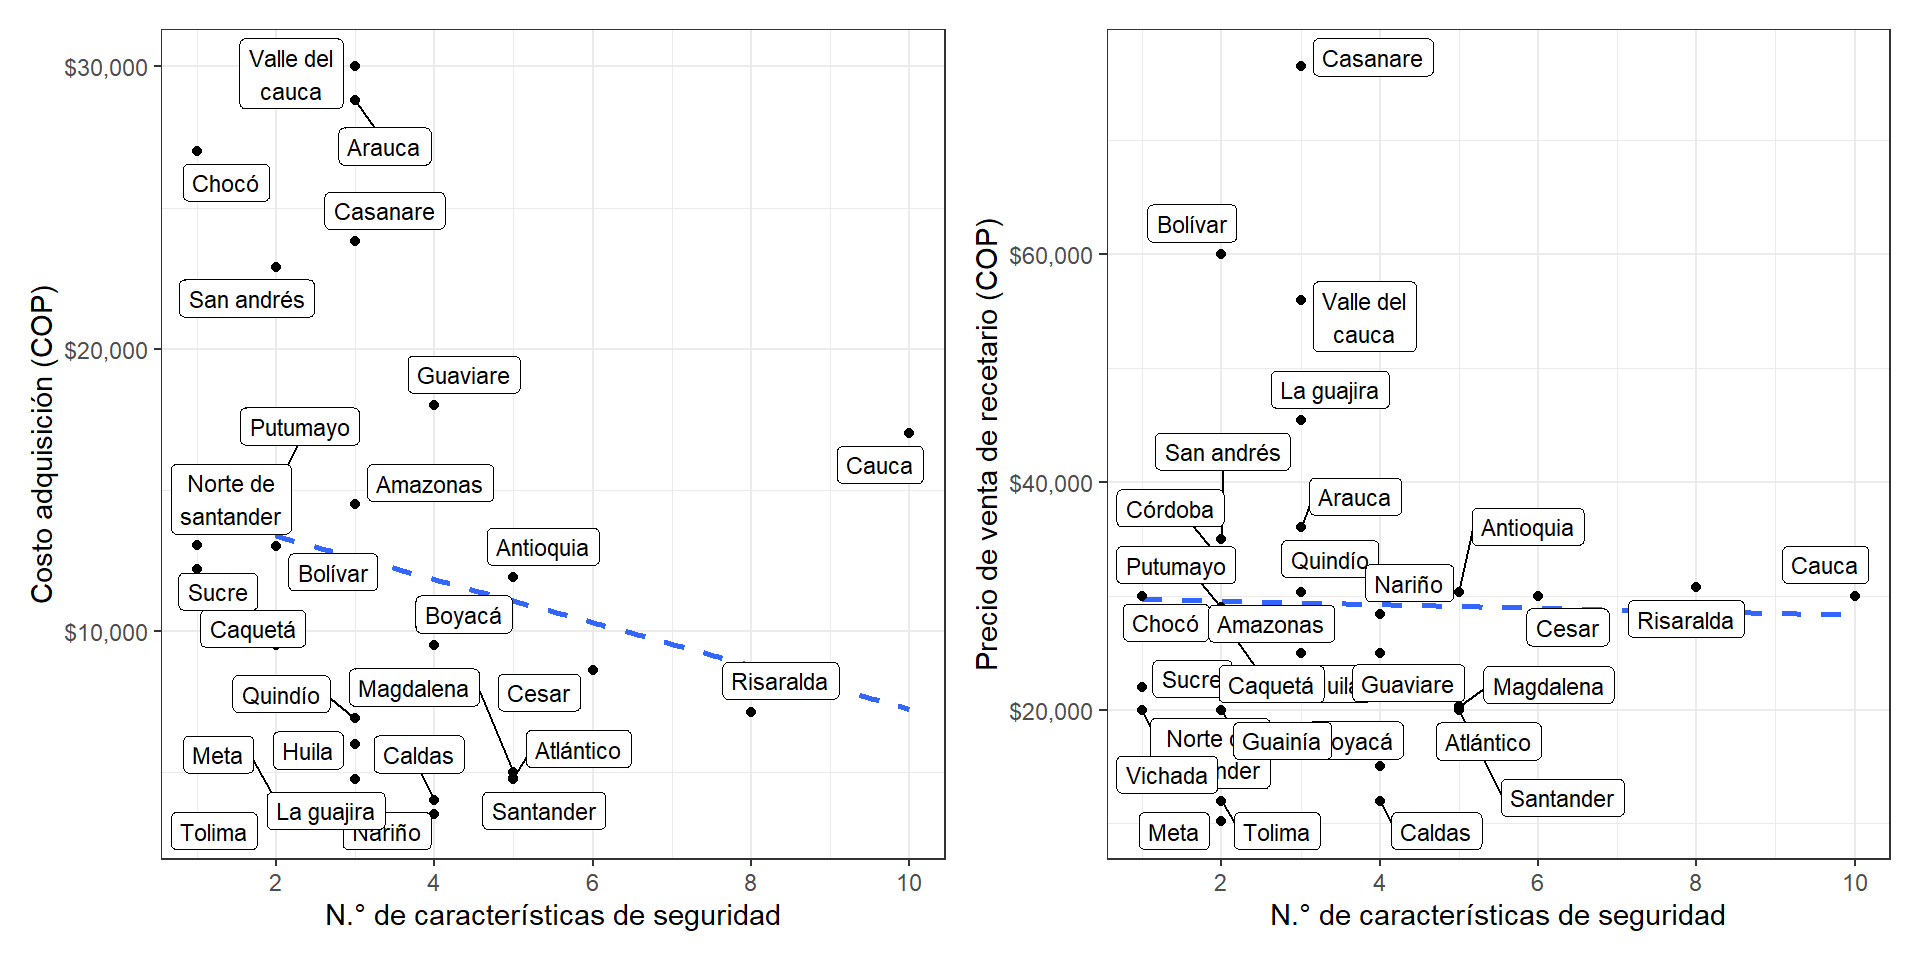 Costo adquisición (COP)
$30,000
$20,000
$10,000
Valle del
cauca
Arauca
Chocó
Casanare
San andrés
Guaviare
Putumayo
Cauca
Norte de
santander
Amazonas
Antioquia
Bolívar
Sucre
Boyacá
Caquetá
Risaralda
Magdalena
Cesar
Quindío
Atlántico
Meta
Huila
Caldas
La guajira
Santander
Tolima
Nariño
2
4
6
8
10
N.° de características de seguridad
Precio de venta de recetario (COP)
$60,000
$40,000
$20,000
Casanare
Bolívar
Valle del
cauca
La guajira
San andrés
Arauca
Córdoba
Antioquia
Quindío
Putumayo
Nariño
Cauca
Chocó
Amazonas
Cesar
Risaralda
Sucre
Caquetá
uila
Guaviare
Magdalena
Norte
Guainía
oyacá
Atlántico
Vichada
nder
Santander
Meta
Tolima
Caldas
2
4
6
8
10
N.° de características de seguridad